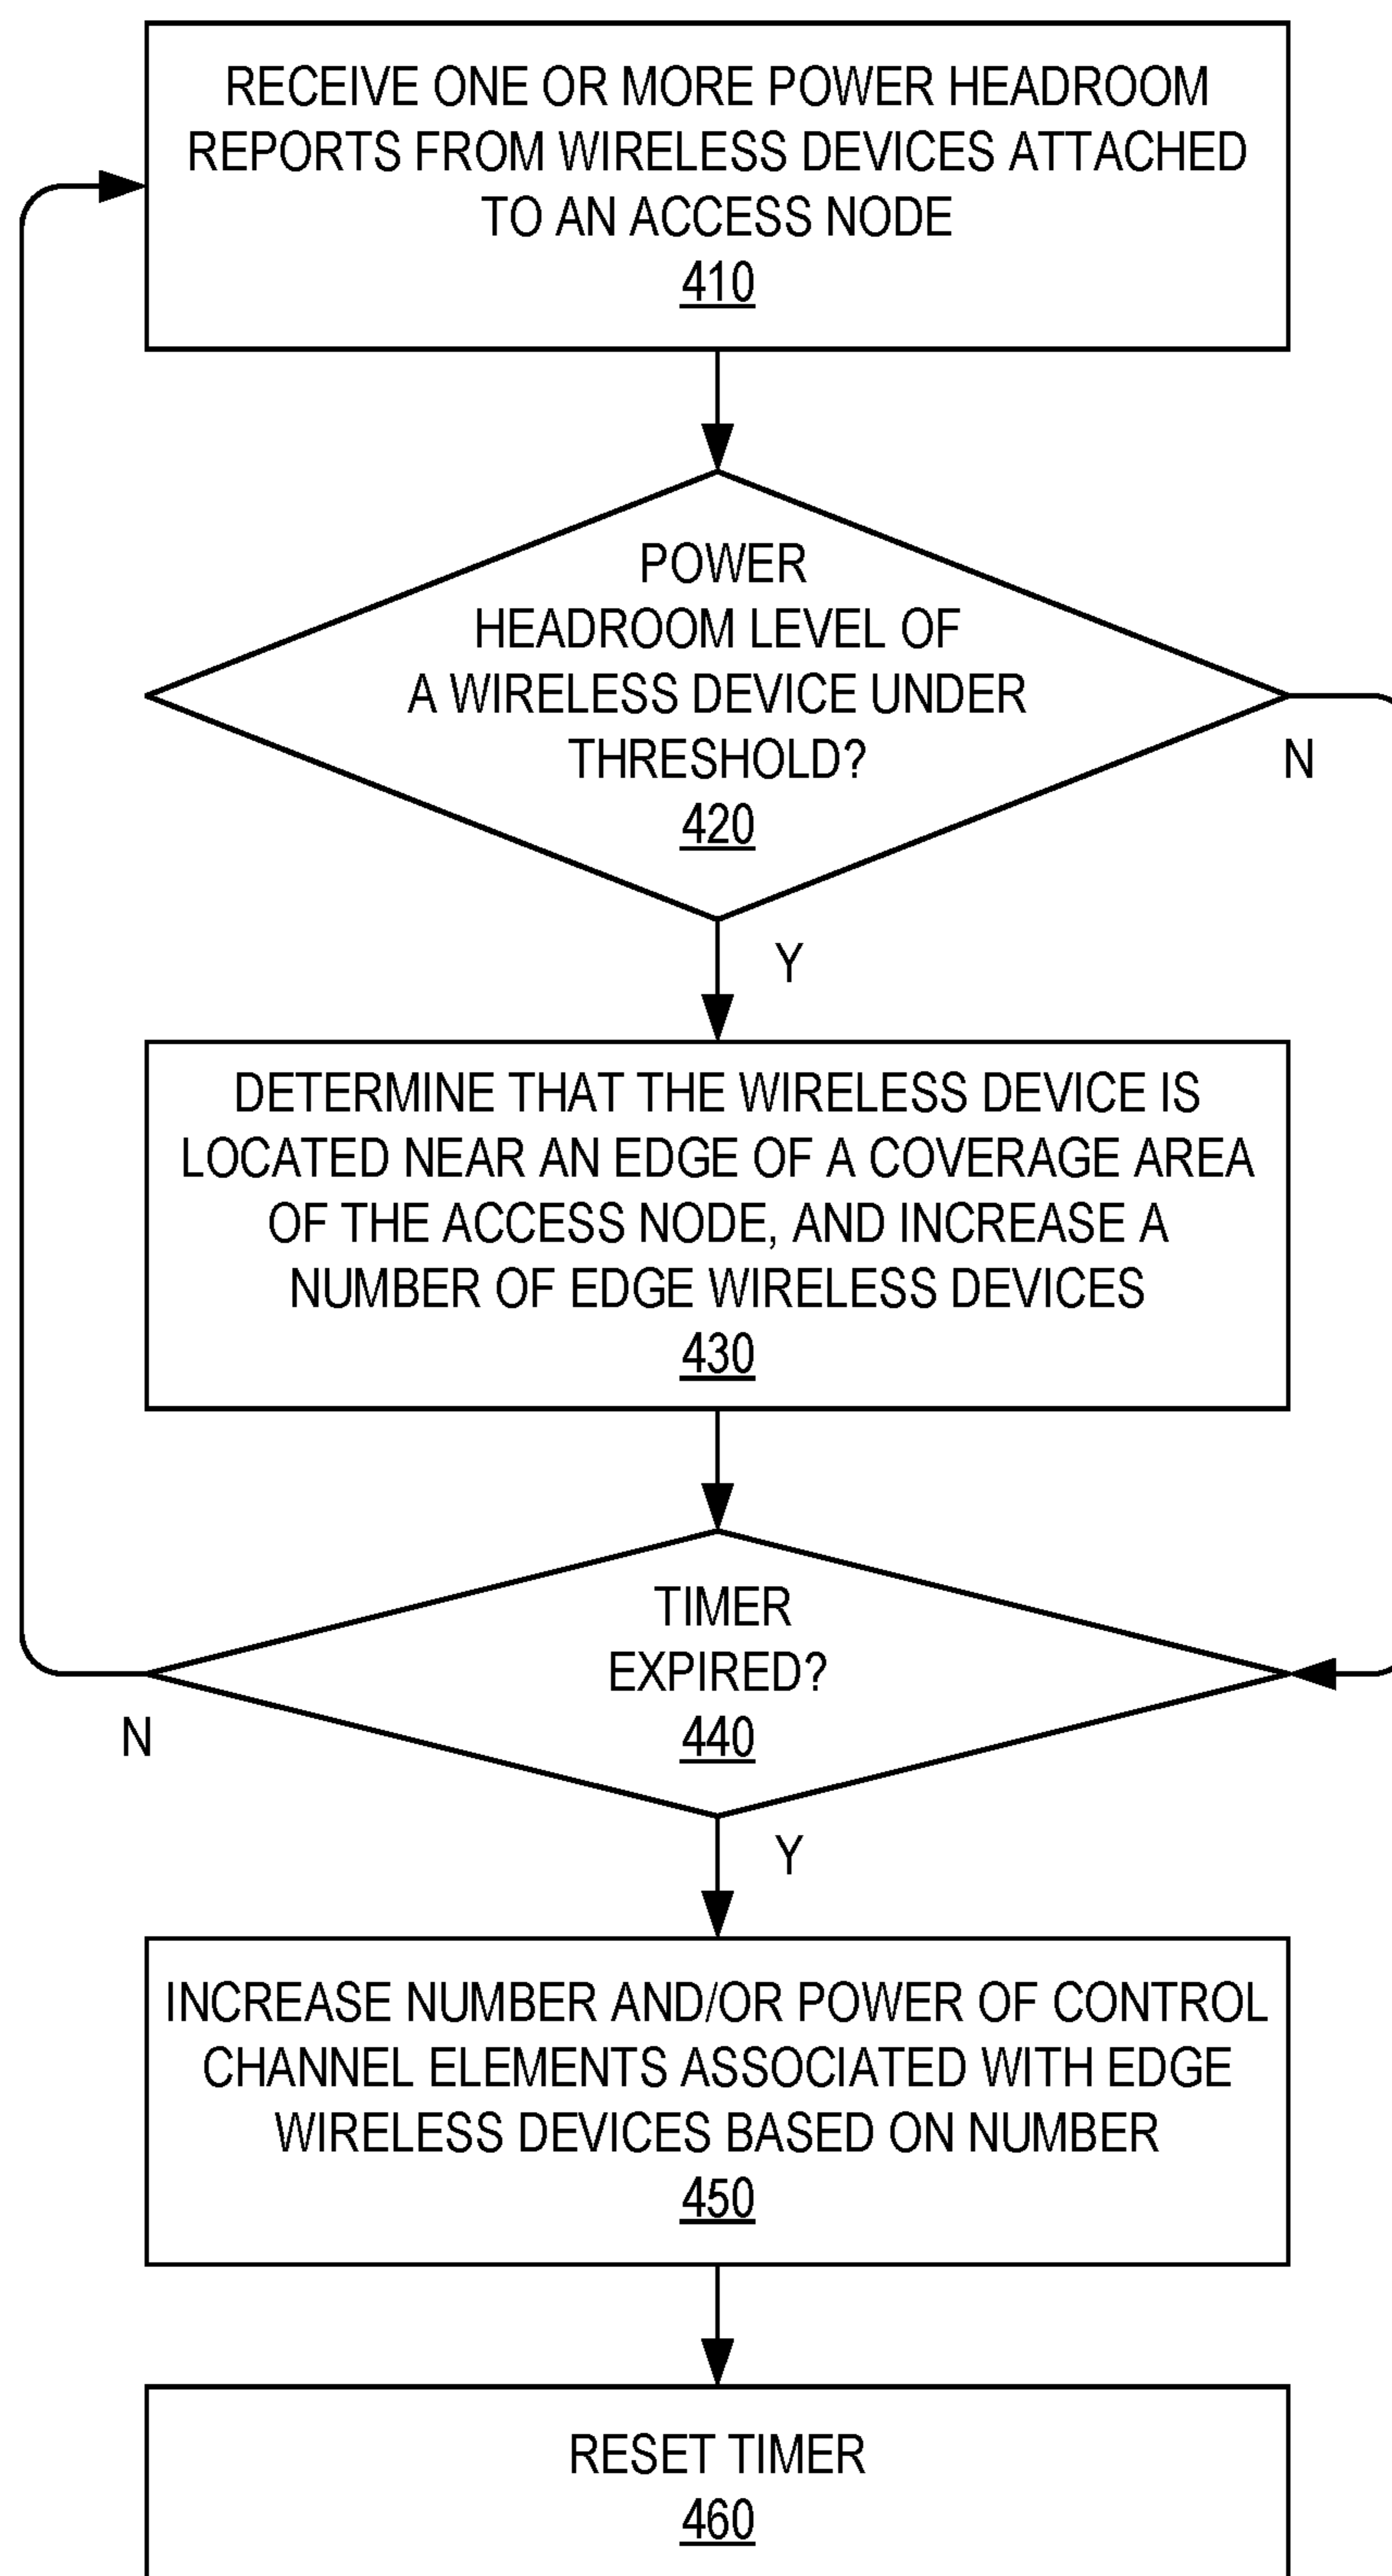 RECEIVE ONE OR MORE POWER HEADROOM
REPORTS FROM WIRELESS DEVICES ATTACHED
TO AN ACCESS NODE
410
POWER
HEADROOM LEVEL OF
A WIRELESS DEVICE UNDER
THRESHOLD?
420
N
Y
DETERMINE THAT THE WIRELESS DEVICE IS
LOCATED NEAR AN EDGE OF A COVERAGE AREA
OF THE ACCESS NODE, AND INCREASE A
NUMBER OF EDGE WIRELESS DEVICES
430
TIMER
EXPIRED?
440
N
Y
INCREASE NUMBER AND/OR POWER OF CONTROL
CHANNEL ELEMENTS ASSOCIATED WITH EDGE
WIRELESS DEVICES BASED ON NUMBER
450
RESET TIMER
460